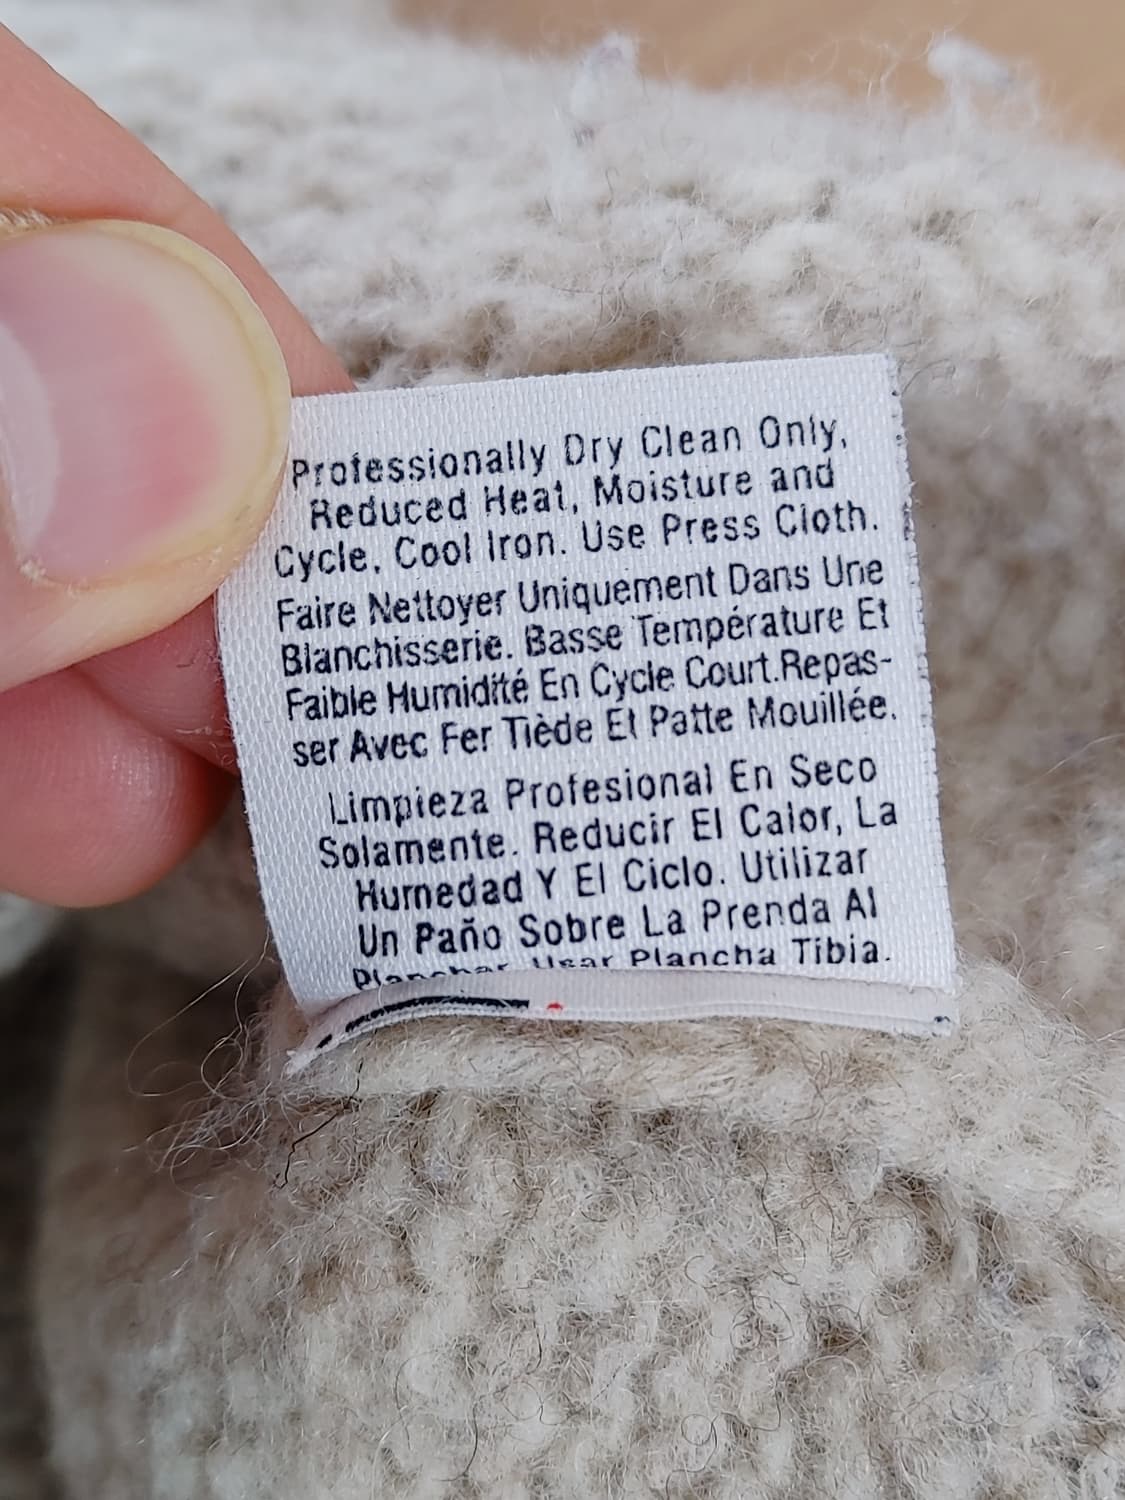 Professionally Dry Clean Only,
Reduced Heat, Moisture and
Cycle, Cool Iron. Use Press Cloth.
Faire Nettoyer Uniquement Dans Une
Blanchisserie. Basse Température Et
Faible Humidité En Cycle Court.Repas-
ser Avec Fer Tiède Et Patte Mouillée.
Limpieza Profesional En Seco
Solamente. Reducir El Calor, La
Humedad Y El Ciclo. Utilizar
Un Paño Sobre La Prenda Al
Planchar. Usar Plancha Tibia.